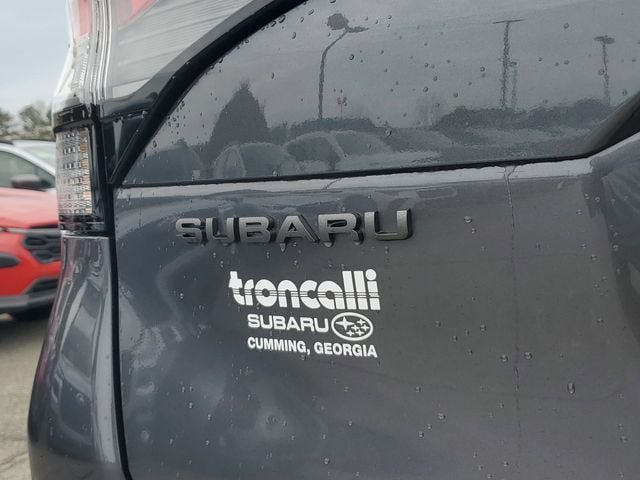 SUBARU
troncalli
SUBARU
CUMMING, GEORGIA